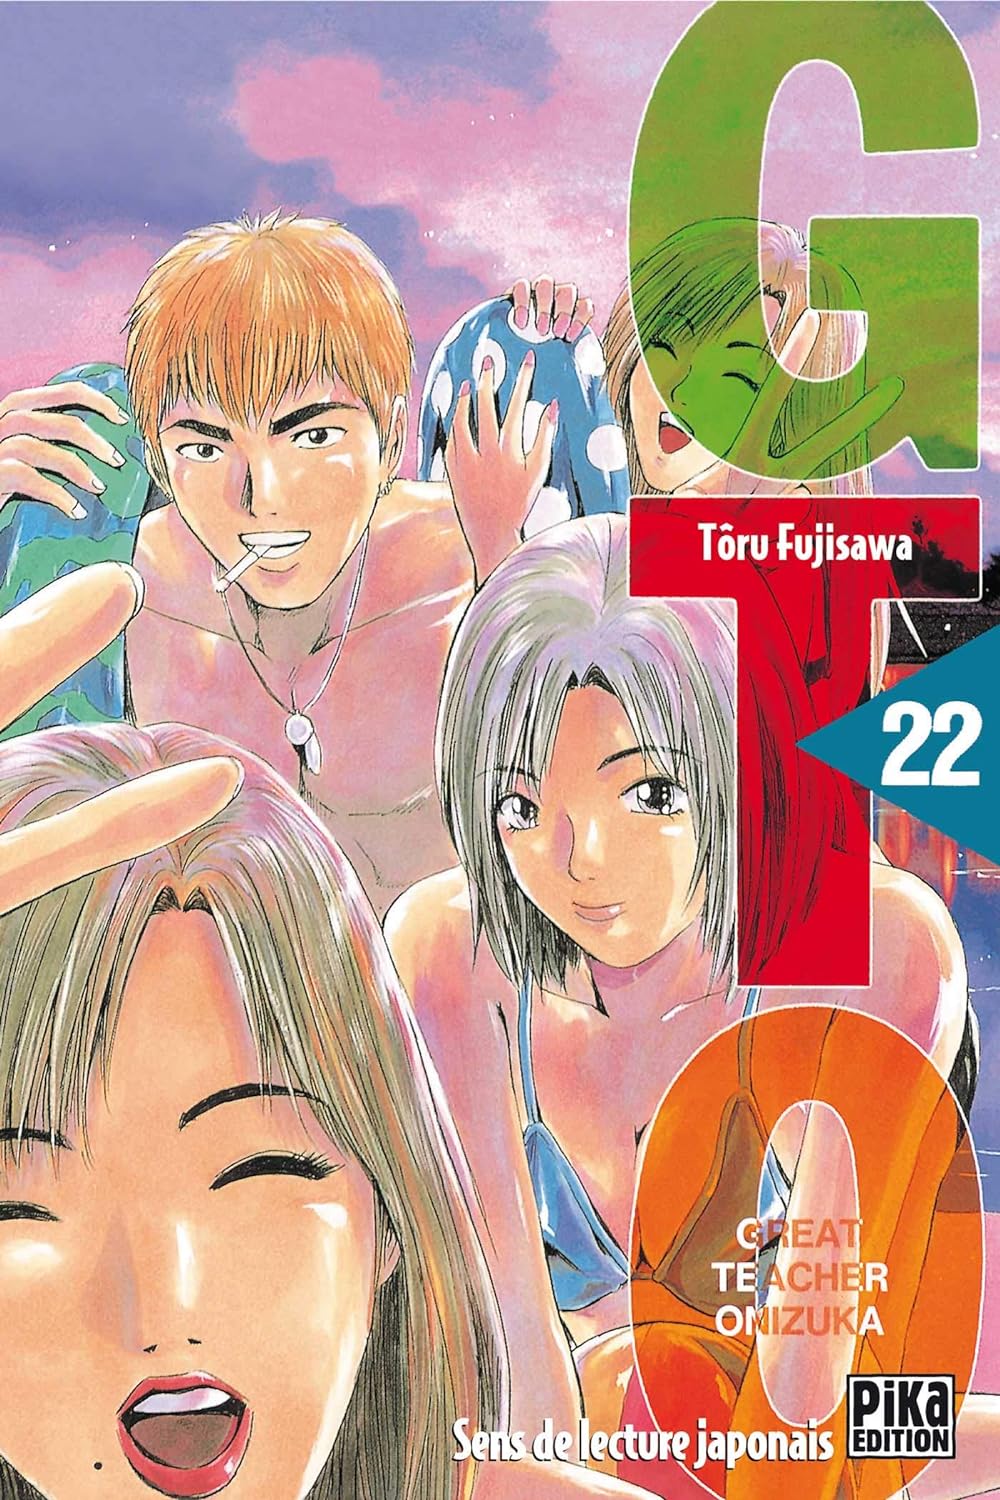 GTO
Tôru Fujisawa
22
GREAT
TEACHER
ONIZUKA
Sens de lecture japonais
PiKa
EDITION